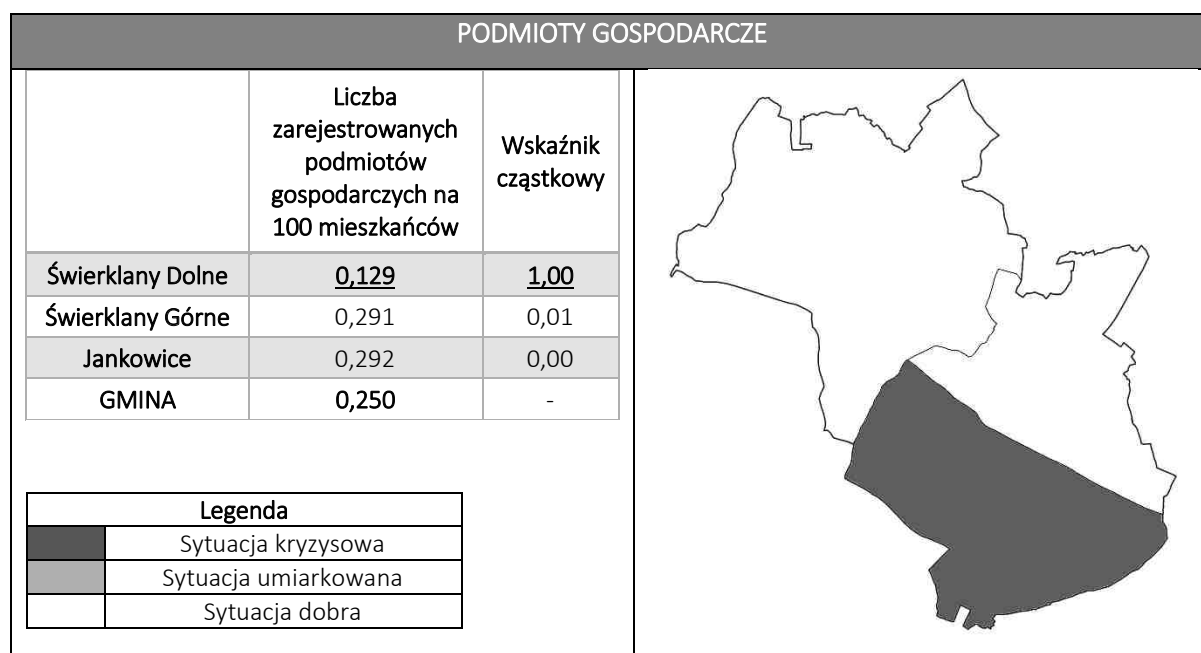 PODMIOTY GOSPODARCZE
Liczba
zarejestrowanych
podmiotów
gospodarczych na
100 mieszkańców
Wskaźnik
cząstkowy
Świerklany Dolne 0,129 1,00
Świerklany Górne 0,291 0,01
Jankowice 0,292 0,00
GMINA 0,250 -
Legenda
Sytuacja kryzysowa
Sytuacja umiarkowana
Sytuacja dobra